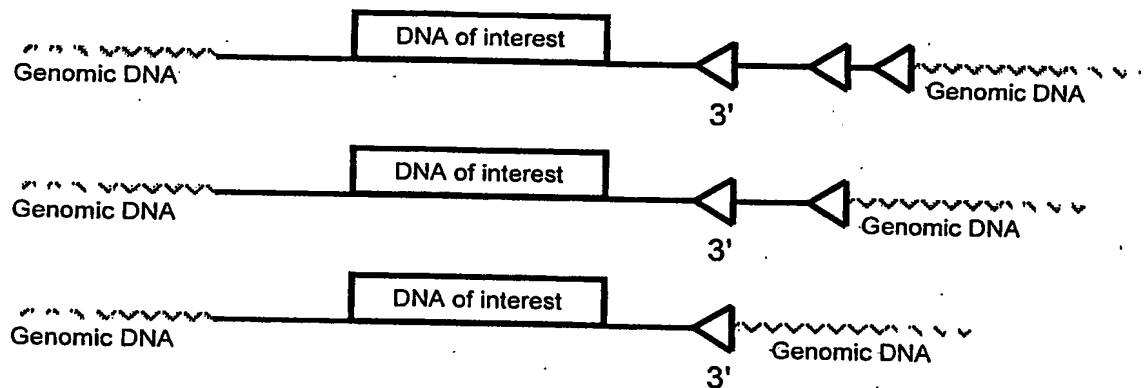 DNA of interest
Genomic DNA
Genomic DNA
3'
DNA of interest
Genomic DNA
Genomic DNA
3'
DNA of interest
Genomic DNA
Genomic DNA
3'